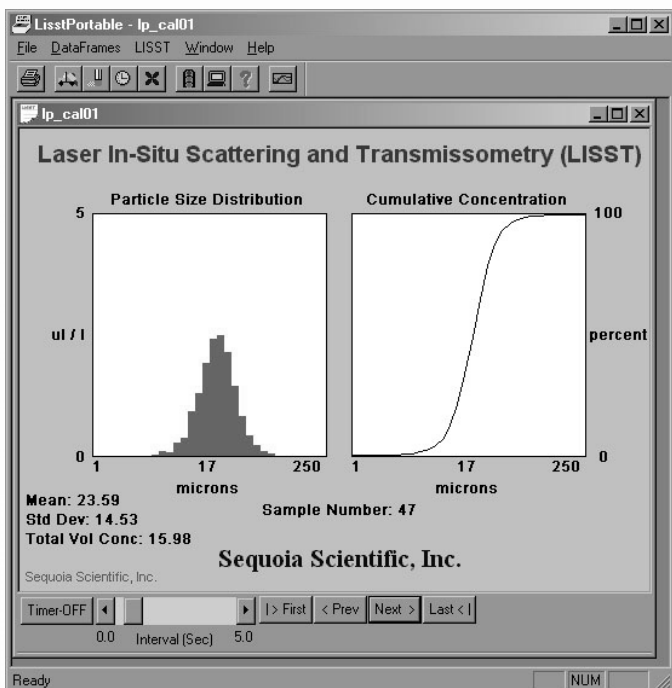 LisstPortable - lp_cal01
File DataFrames LISST Window Help
lp_cal01
Laser In-Situ Scattering and Transmissometry (LISST)
Particle Size Distribution
5
ul / l
0
1 17 250
microns
Cumulative Concentration
100
percent
0
1 17 250
microns
Mean: 23.59
Std Dev: 14.53
Total Vol Conc: 15.98
Sample Number: 47
Sequoia Scientific, Inc.
Sequoia Scientific, Inc.
Timer-OFF |> First < Prev Next > Last <|
0.0 Interval (Sec) 5.0
Ready NUM